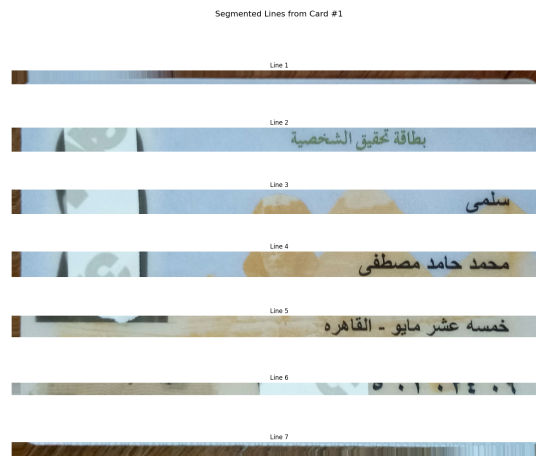 Segmented Lines from Card #1
Line 1
Line 2
بطاقة تحقيق الشخصية
Line 3
سلمى
Line 4
محمد حامد مصطفى
Line 5
خمسه عشر مايو - القاهره
Line 6
Line 7